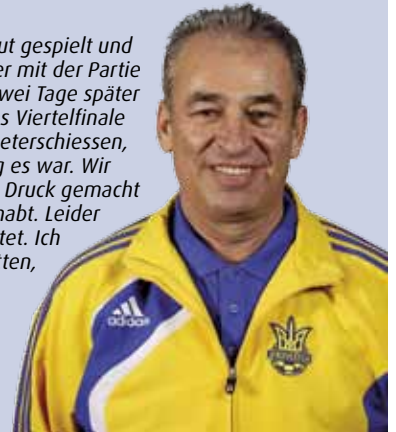 ut gespielt und
er mit der Partie
wei Tage später
s Viertelfinale
eterschiessen,
g es war. Wir
Druck gemacht
habt. Leider
tet. Ich
tten,
adidas